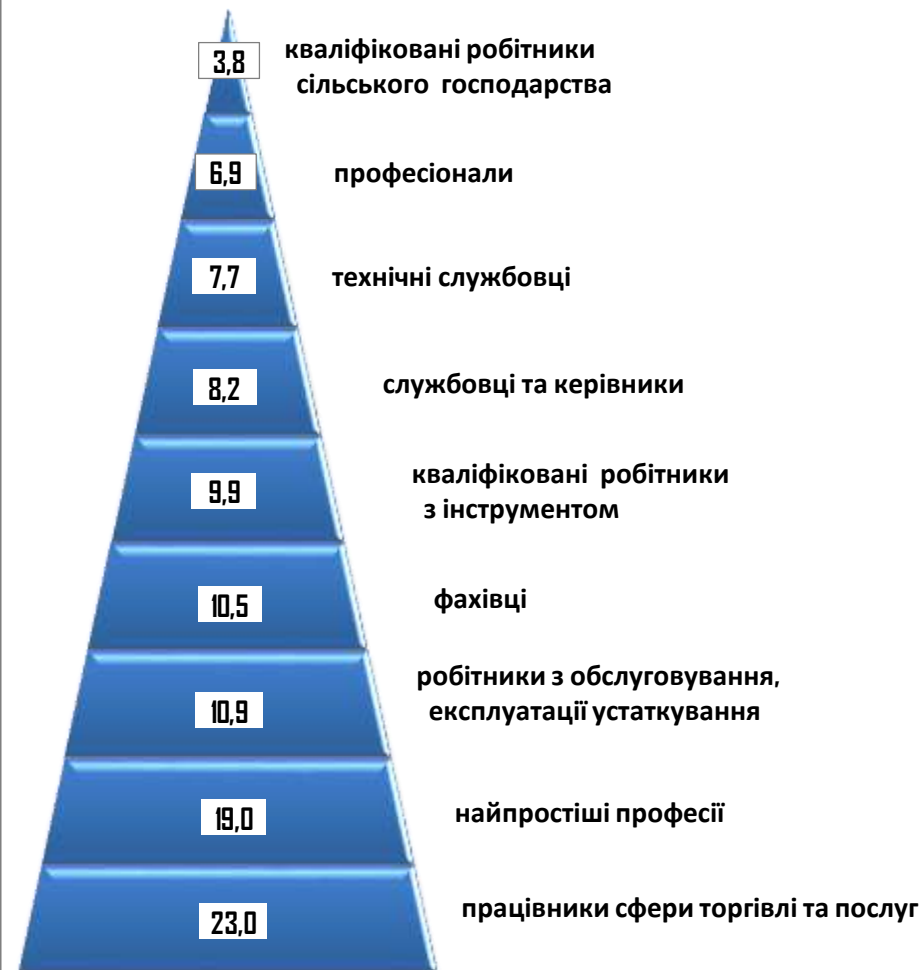 3,8
кваліфіковані робітники
сільського господарства
6,9
професіонали
7,7
технічні службовці
8,2
службовці та керівники
9,9
кваліфіковані робітники
з інструментом
10,5
фахівці
10,9
робітники з обслуговування,
експлуатації устаткування
19,0
найпростіші професії
23,0
працівники сфери торгівлі та послуг